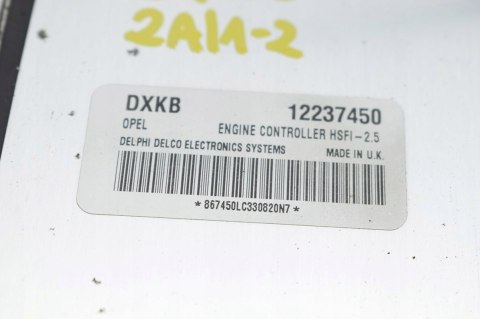 2A11-2
DXKB 12237450
OPEL ENGINE CONTROLLER HSFI-2.5
DELPHI DELCO ELECTRONICS SYSTEMS MADE IN U.K.
*867450LC330820N7*